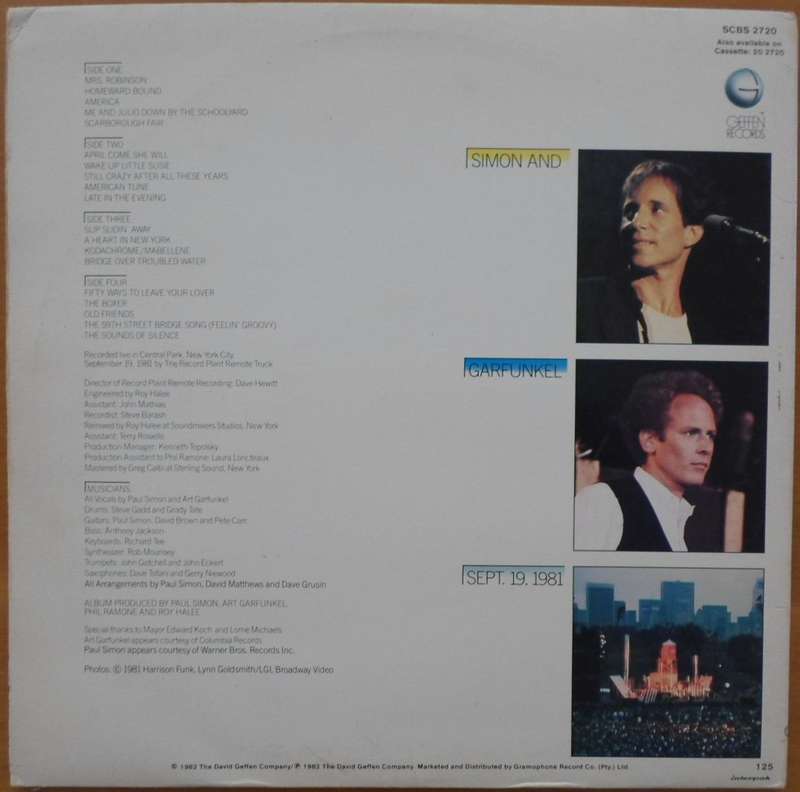 SCBS 2720
Also available on
Cassette: 20 2720
GEFFEN
RECORDS
SIDE ONE
MRS. ROBINSON
HOMEWARD BOUND
AMERICA
ME AND JULIO DOWN BY THE SCHOOLYARD
SCARBOROUGH FAIR
SIDE TWO
APRIL COME SHE WILL
WAKE UP LITTLE SUSIE
STILL CRAZY AFTER ALL THESE YEARS
AMERICAN TUNE
LATE IN THE EVENING
SIDE THREE
SLIP SLIDIN' AWAY
A HEART IN NEW YORK
KODACHROME/MABELLENE
BRIDGE OVER TROUBLED WATER
SIDE FOUR
FIFTY WAYS TO LEAVE YOUR LOVER
THE BOXER
OLD FRIENDS
THE 59TH STREET BRIDGE SONG (FEELIN' GROOVY)
THE SOUNDS OF SILENCE
Recorded live in Central Park, New York City,
September 19, 1981 by The Record Plant Remote Truck
Director of Record Plant Remote Recording: Dave Hewitt
Engineered by Roy Halee
Assistant: John Mathias
Recordist: Steve Barash
Remixed by Roy Halee at Soundmixers Studios, New York
Assistant: Terry Rosiello
Production Manager: Kenneth Topolsky
Production Assistant to Phil Ramone: Laura Loncteaux
Mastered by Greg Calbi at Sterling Sound, New York
MUSICIANS
All Vocals by Paul Simon and Art Garfunkel
Drums: Steve Gadd and Grady Tate
Guitars: Paul Simon, David Brown and Pete Carr
Bass: Anthony Jackson
Keyboards: Richard Tee
Synthesizer: Rob Mounsey
Trumpets: John Gatchell and John Eckert
Saxophones: Dave Tofani and Gerry Niewood
All Arrangements by Paul Simon, David Matthews and Dave Grusin
ALBUM PRODUCED BY PAUL SIMON, ART GARFUNKEL,
PHIL RAMONE AND ROY HALEE
Special thanks to Mayor Edward Koch and Lorne Michaels
Art Garfunkel appears courtesy of Columbia Records
Paul Simon appears courtesy of Warner Bros. Records Inc.
Photos: © 1981 Harrison Funk, Lynn Goldsmith/LGI, Broadway Video
SIMON AND
GARFUNKEL
SEPT. 19. 1981
© 1982 The David Geffen Company/℗ 1982 The David Geffen Company. Marketed and Distributed by Gramophone Record Co. (Pty.) Ltd.
125
Interpak